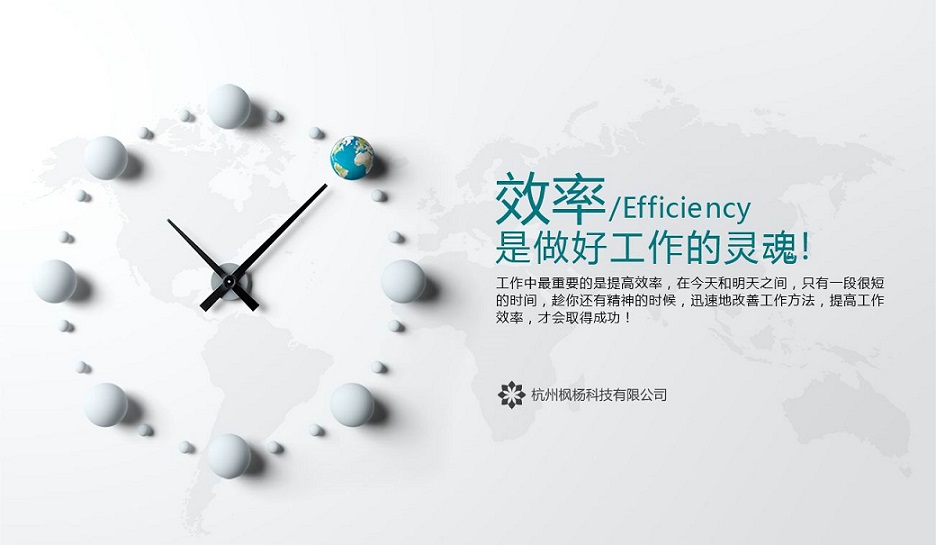 效率/Efficiency
是做好工作的灵魂!
工作中最重要的是提高效率，在今天和明天之间，只有一段很短
的时间，趁你还有精神的时候，迅速地改善工作方法，提高工作
效率，才会取得成功！
杭州枫杨科技有限公司